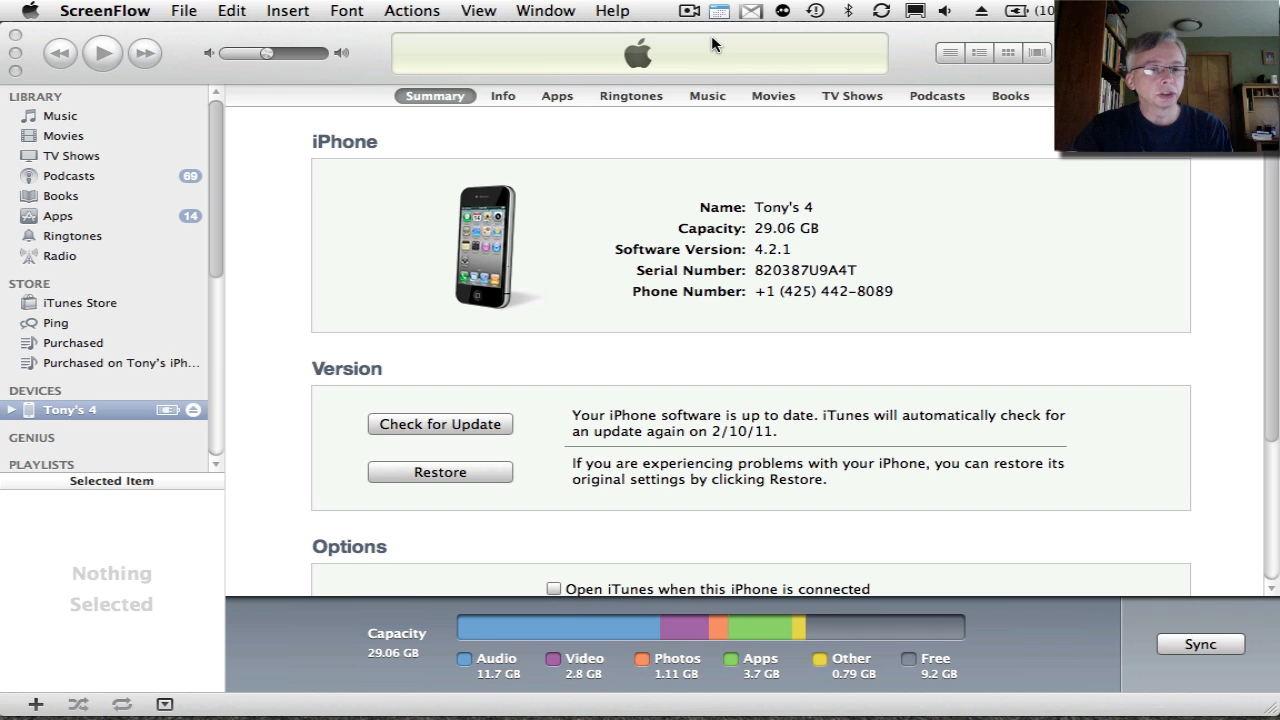 ScreenFlow File Edit Insert Font Actions View Window Help (10
LIBRARY
Music
Movies
TV Shows
Podcasts 69
Books
Apps 14
Ringtones
Radio
STORE
iTunes Store
Ping
Purchased
Purchased on Tony's iPh...
DEVICES
Tony's 4
GENIUS
PLAYLISTS
Selected Item
Nothing
Selected
Summary Info Apps Ringtones Music Movies TV Shows Podcasts Books
iPhone
Name: Tony's 4
Capacity: 29.06 GB
Software Version: 4.2.1
Serial Number: 820387U9A4T
Phone Number: +1 (425) 442-8089
Version
Check for Update
Your iPhone software is up to date. iTunes will automatically check for
an update again on 2/10/11.
Restore
If you are experiencing problems with your iPhone, you can restore its
original settings by clicking Restore.
Options
Open iTunes when this iPhone is connected
Capacity
29.06 GB
Audio
11.7 GB
Video
2.8 GB
Photos
1.11 GB
Apps
3.7 GB
Other
0.79 GB
Free
9.2 GB
Sync